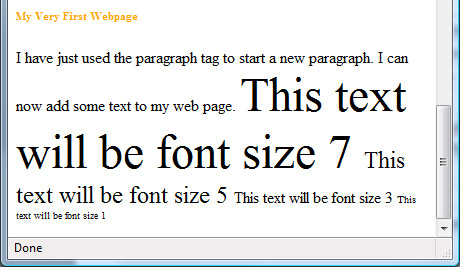 My Very First Webpage
I have just used the paragraph tag to start a new paragraph. I can
now add some text to my web page. This text
will be font size 7 This
text will be font size 5 This text will be font size 3 This
text will be font size 1
Done